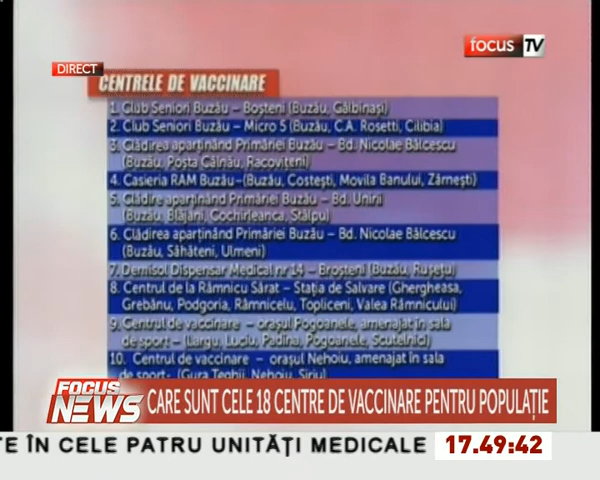 focus TV
DIRECT
CENTRELE DE VACCINARE
1. Club Seniori Buzău – Boșteni (Buzău, Gălbinași)
2. Club Seniori Buzău – Micro 5 (Buzău, C.A. Rosetti, Cilibia)
3. Clădirea aparținând Primăriei Buzău – Bd. Nicolae Bălcescu
(Buzău, Poșta Câlnău, Racovițeni)
4. Casieria RAM Buzău–(Buzău, Costești, Movila Banului, Zărnești)
5. Clădire aparținând Primăriei Buzău – Bd. Unirii
(Buzău, Blăjani, Cochirleanca, Stâlpu)
6. Clădirea aparținând Primăriei Buzău – Bd. Nicolae Bălcescu
(Buzău, Săhăteni, Ulmeni)
7. Demisol Dispensar Medical nr 14 – Broșteni (Buzău, Rușețu)
8. Centrul de la Râmnicu Sărat – Stația de Salvare (Ghergheasa,
Grebănu, Podgoria, Râmnicelu, Topliceni, Valea Râmnicului)
9. Centrul de vaccinare – orașul Pogoanele, amenajat în sala
de sport – (Largu, Luciu, Padina, Pogoanele, Scutelnici)
10. Centrul de vaccinare – orașul Nehoiu, amenajat în sala
de sport- (Gura Teghii, Nehoiu, Siriu)
FOCUS
NEWS
CARE SUNT CELE 18 CENTRE DE VACCINARE PENTRU POPULAȚIE
TE ÎN CELE PATRU UNITĂȚI MEDICALE
17.49:42